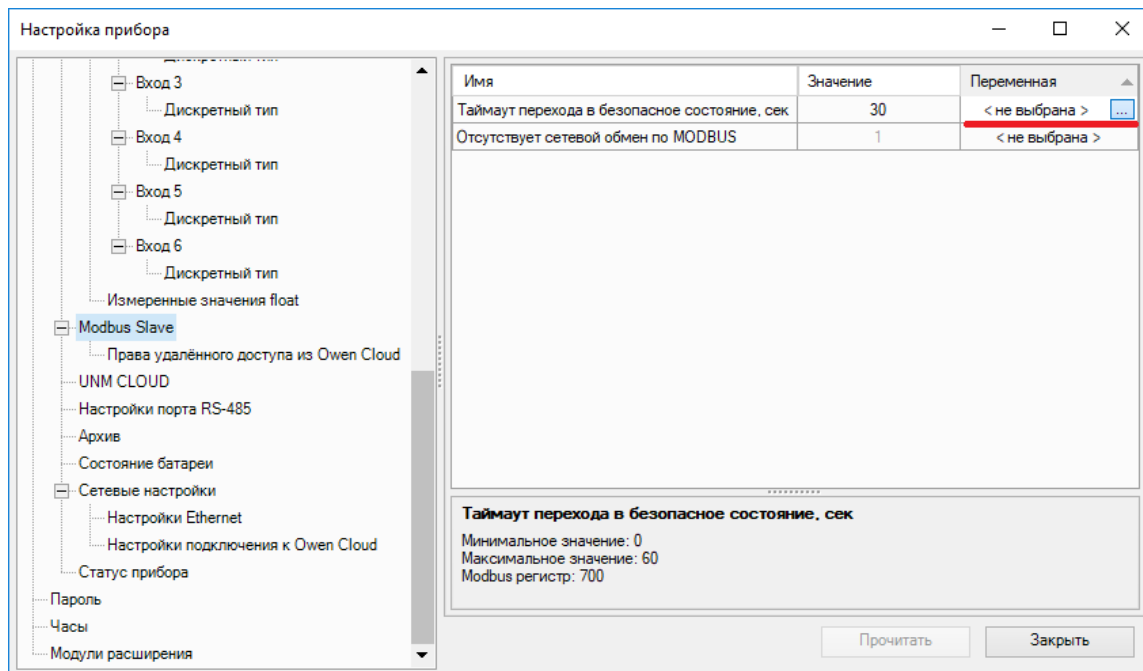 Настройка прибора
Вход 3
Дискретный тип
Вход 4
Дискретный тип
Вход 5
Дискретный тип
Вход 6
Дискретный тип
Измеренные значения float
Modbus Slave
Права удалённого доступа из Owen Cloud
UNM CLOUD
Настройки порта RS-485
Архив
Состояние батареи
Сетевые настройки
Настройки Ethernet
Настройки подключения к Owen Cloud
Статус прибора
Пароль
Часы
Модули расширения
Имя Значение Переменная
Таймаут перехода в безопасное состояние, сек 30 < не выбрана > ...
Отсутствует сетевой обмен по MODBUS 1 < не выбрана >
Таймаут перехода в безопасное состояние, сек
Минимальное значение: 0
Максимальное значение: 60
Modbus регистр: 700
Прочитать Закрыть